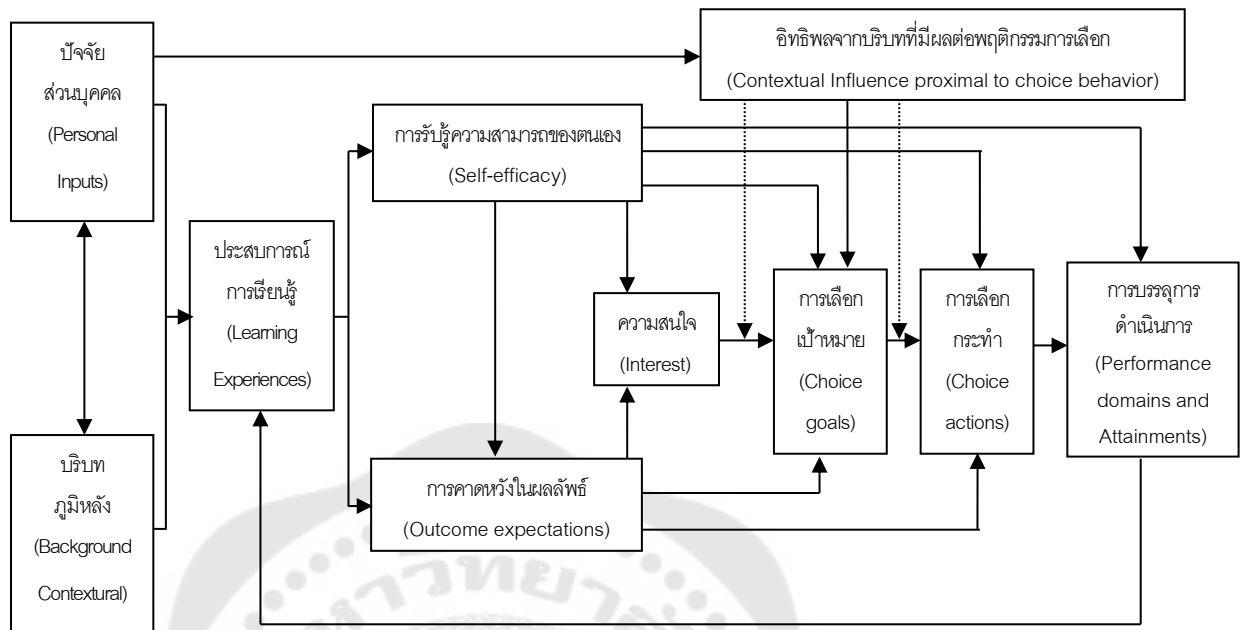 ปัจจัย
ส่วนบุคคล
(Personal
Inputs)
อิทธิพลจากบริบทที่มีผลต่อพฤติกรรมการเลือก
(Contextual Influence proximal to choice behavior)
การรับรู้ความสามารถของตนเอง
(Self-efficacy)
ประสบการณ์
การเรียนรู้
(Learning
Experiences)
ความสนใจ
(Interest)
การเลือก
เป้าหมาย
(Choice
goals)
การเลือก
กระทำ
(Choice
actions)
การบรรลุการ
ดำเนินการ
(Performance
domains and
Attainments)
บริบท
ภูมิหลัง
(Background
Contextural)
การคาดหวังในผลลัพธ์
(Outcome expectations)